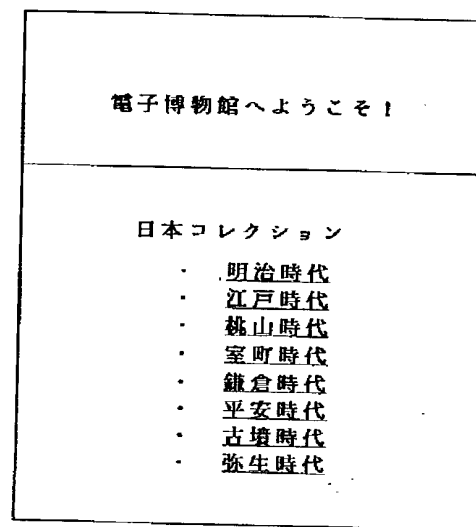 電子博物館へようこそ!
日本コレクション
・ 明治時代
・ 江戸時代
・ 桃山時代
・ 室町時代
・ 鎌倉時代
・ 平安時代
・ 古墳時代
・ 弥生時代